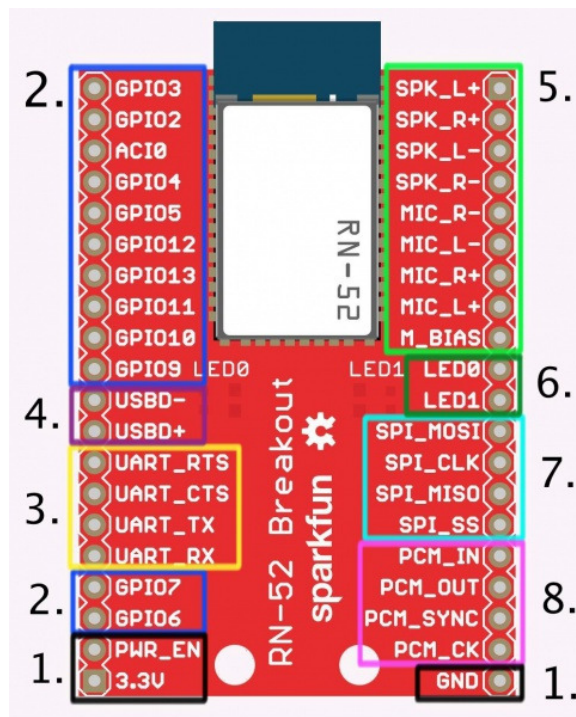 2.
GPIO3
GPIO2
ACI0
GPIO4
GPIO5
GPIO12
GPIO13
GPIO11
GPIO10
GPIO9
4.
USBD-
USBD+
3.
UART_RTS
UART_CTS
UART_TX
UART_RX
2.
GPIO7
GPIO6
1.
PWR_EN
3.3V
RN-52
LED0
LED1
RN-52 Breakout
sparkfun
5.
SPK_L+
SPK_R+
SPK_L-
SPK_R-
MIC_R-
MIC_L-
MIC_R+
MIC_L+
M_BIAS
6.
LED0
LED1
7.
SPI_MOSI
SPI_CLK
SPI_MISO
SPI_SS
8.
PCM_IN
PCM_OUT
PCM_SYNC
PCM_CK
1.
GND